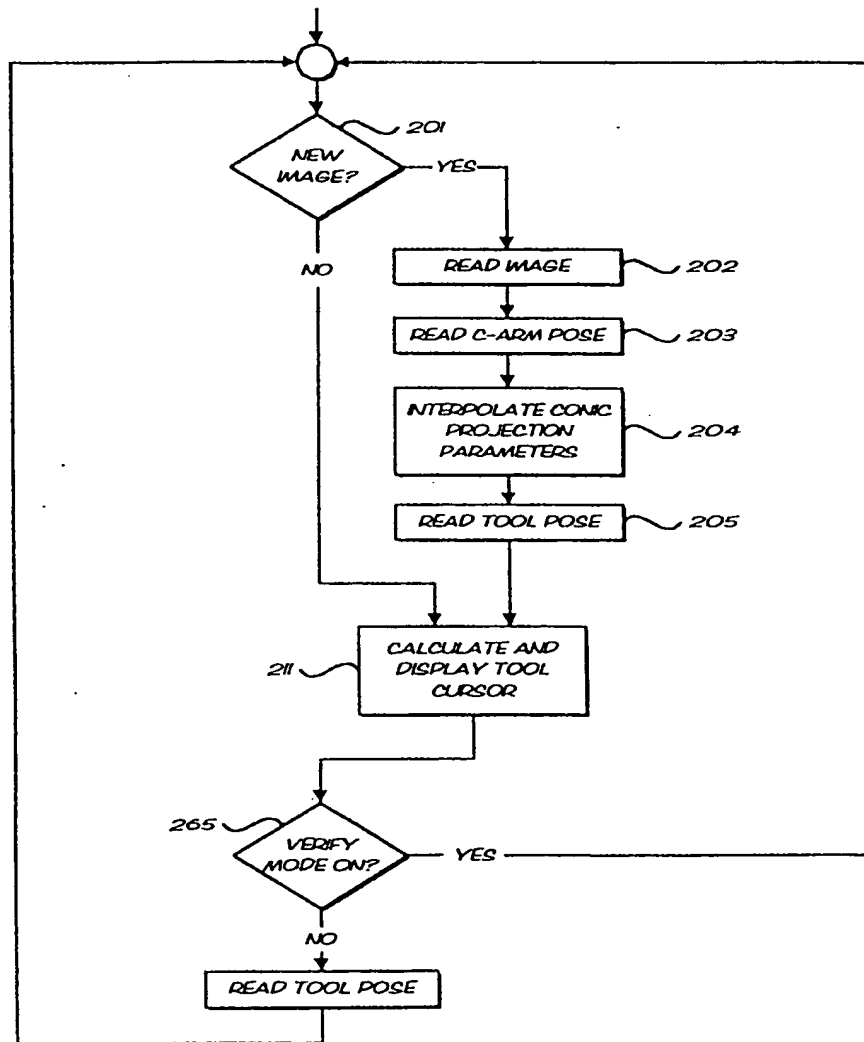 201
NEW
IMAGE?
YES
NO
READ IMAGE
202
READ C-ARM POSE
203
INTERPOLATE CONIC
PROJECTION
PARAMETERS
204
READ TOOL POSE
205
CALCULATE AND
DISPLAY TOOL
CURSOR
211
265
VERIFY
MODE ON?
YES
NO
READ TOOL POSE